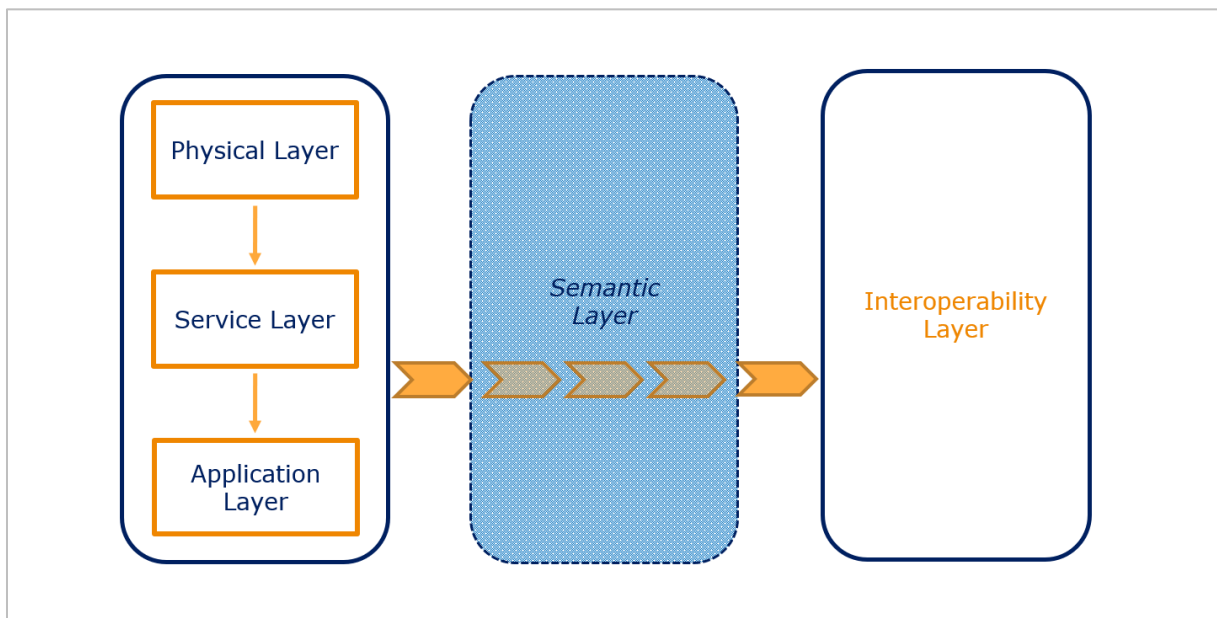 Physical Layer
Service Layer
Application
Layer
Semantic
Layer
Interoperability
Layer